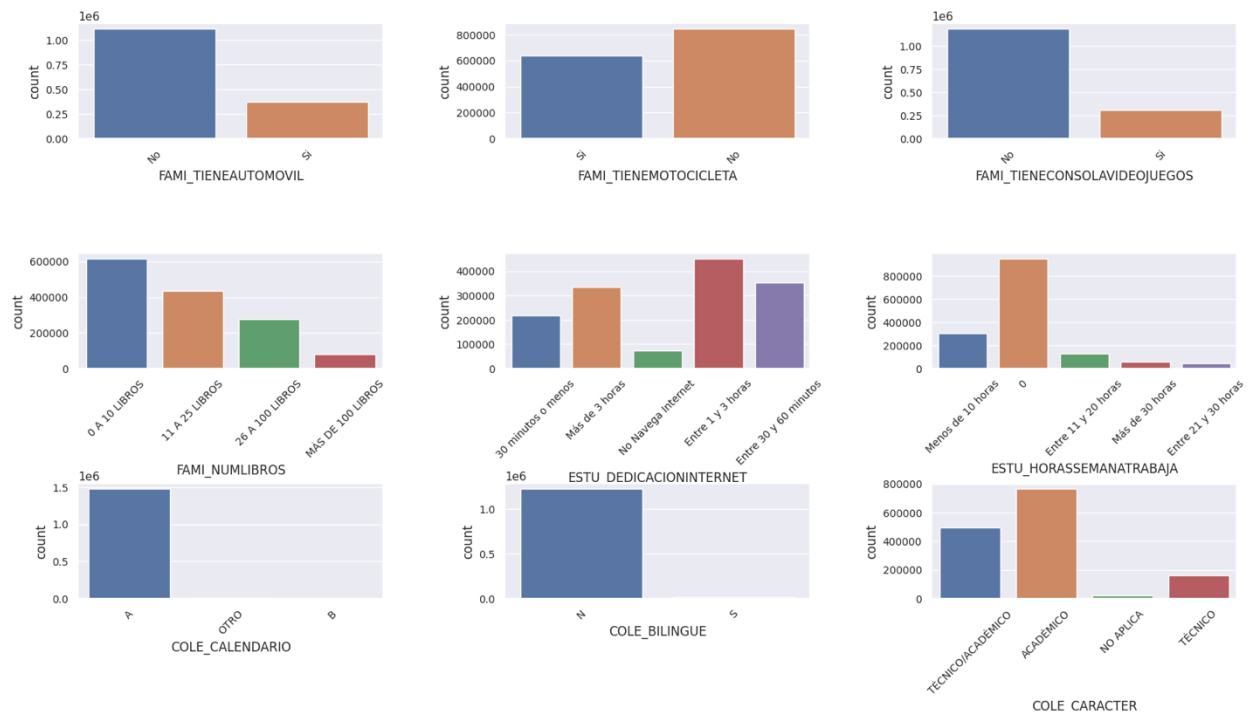 1e6
count
1.00
0.75
0.50
0.25
0.00
No
Si
FAMI_TIENEAUTOMOVIL
count
800000
600000
400000
200000
0
Si
No
FAMI_TIENEMOTOCICLETA
1e6
count
1.00
0.75
0.50
0.25
0.00
No
Si
FAMI_TIENECONSOLAVIDEOJUEGOS
count
600000
400000
200000
0
0 A 10 LIBROS
11 A 25 LIBROS
26 A 100 LIBROS
MÁS DE 100 LIBROS
FAMI_NUMLIBROS
count
400000
300000
200000
100000
0
30 minutos o menos
Más de 3 horas
No Navega Internet
Entre 1 y 3 horas
Entre 30 y 60 minutos
ESTU_DEDICACIONINTERNET
count
800000
600000
400000
200000
0
Menos de 10 horas
0
Entre 11 y 20 horas
Más de 30 horas
Entre 21 y 30 horas
ESTU_HORASSEMANATRABAJA
1e6
count
1.5
1.0
0.5
0.0
A
OTRO
B
COLE_CALENDARIO
1e6
count
1.0
0.5
0.0
N
S
COLE_BILINGUE
count
800000
600000
400000
200000
0
TÉCNICO/ACADÉMICO
ACADÉMICO
NO APLICA
TÉCNICO
COLE_CARACTER